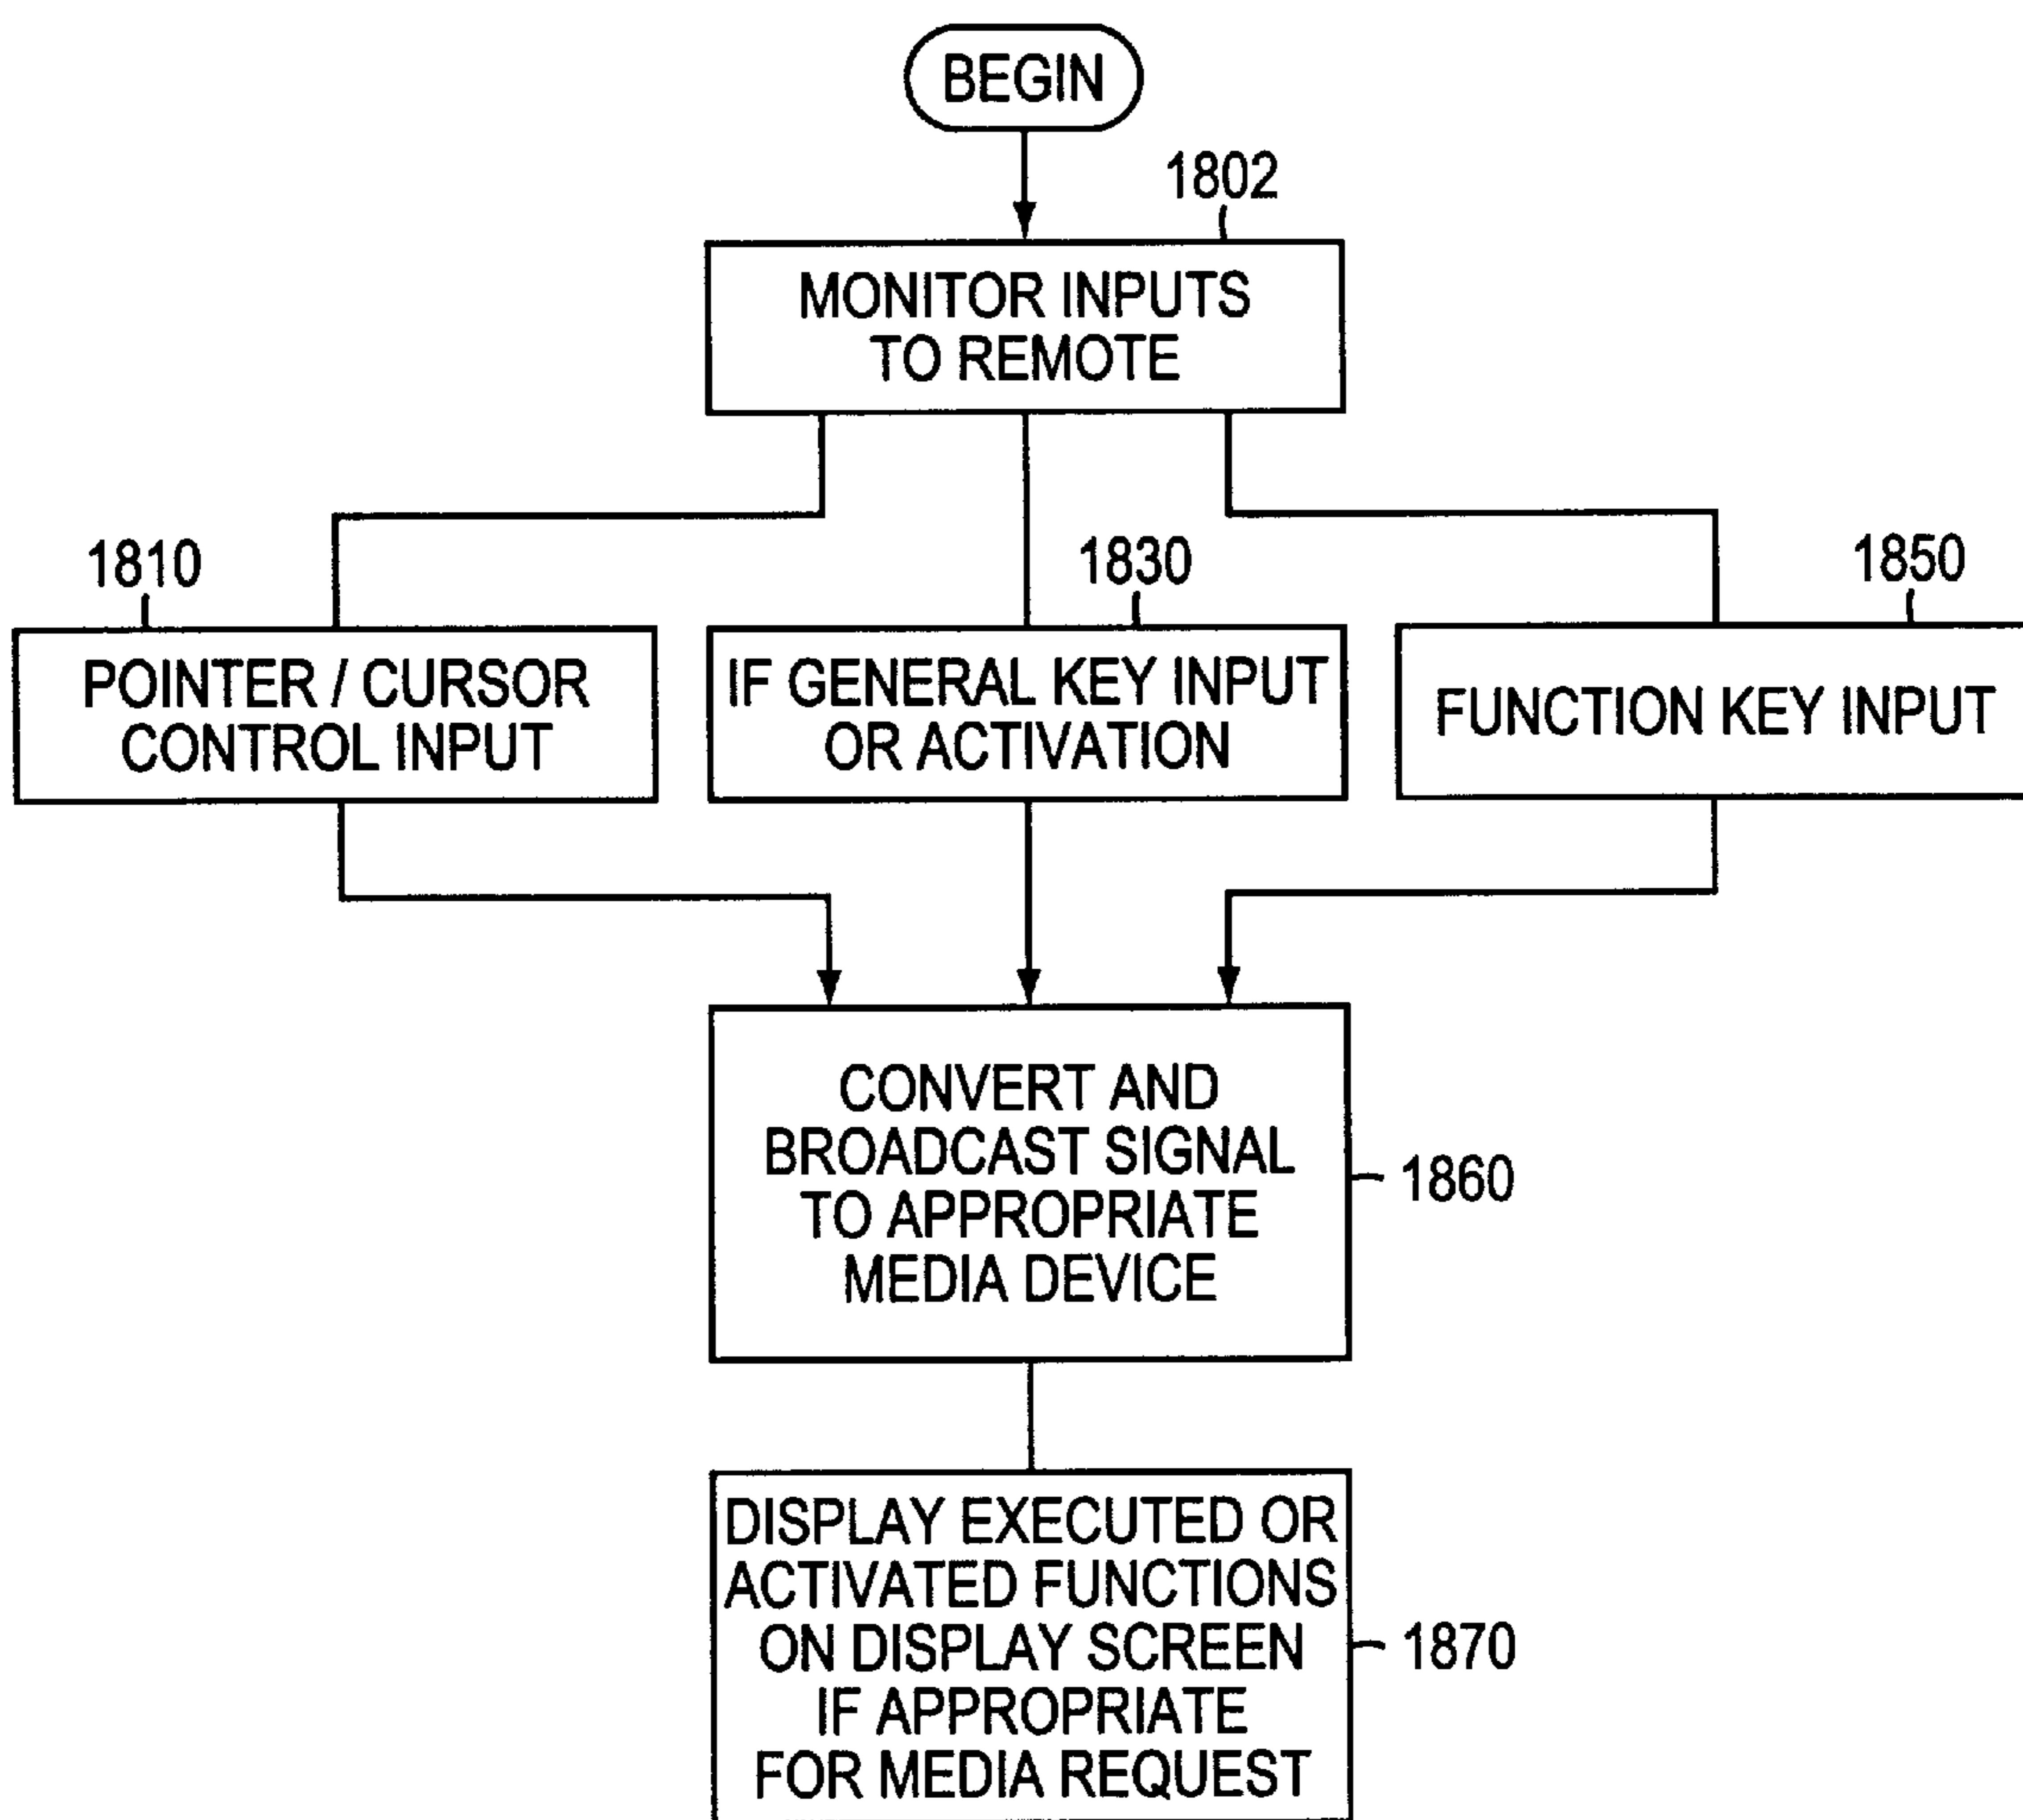 BEGIN
1802
MONITOR INPUTS
TO REMOTE
1810
POINTER / CURSOR
CONTROL INPUT
1830
IF GENERAL KEY INPUT
OR ACTIVATION
1850
FUNCTION KEY INPUT
CONVERT AND
BROADCAST SIGNAL
TO APPROPRIATE
MEDIA DEVICE
1860
DISPLAY EXECUTED OR
ACTIVATED FUNCTIONS
ON DISPLAY SCREEN
IF APPROPRIATE
FOR MEDIA REQUEST
1870